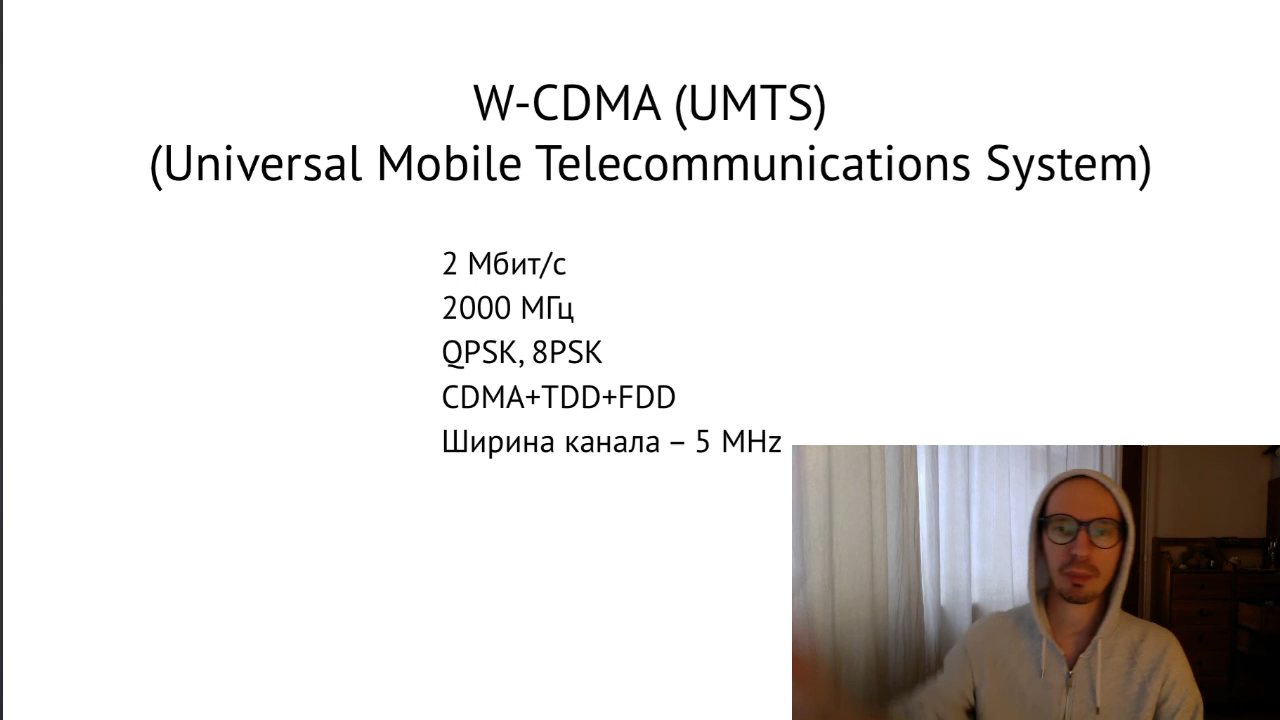 W-CDMA (UMTS)
(Universal Mobile Telecommunications System)
2 Мбит/с
2000 МГц
QPSK, 8PSK
CDMA+TDD+FDD
Ширина канала – 5 MHz